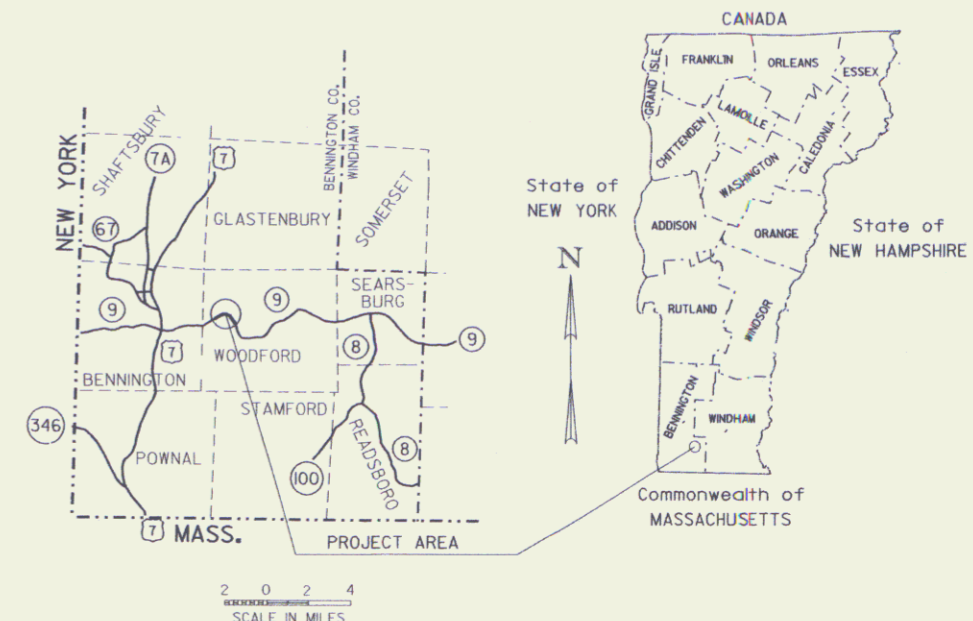 CANADA
GRAND ISLE
FRANKLIN
ORLEANS
ESSEX
LAMOLLE
CHITTENDEN
CALEDONIA
WASHINGTON
State of
NEW YORK
ADDISON
ORANGE
State of
NEW HAMPSHIRE
N
RUTLAND
WINDSOR
BENNINGTON
WINDHAM
Commonwealth of
MASSACHUSETTS
BENNINGTON CO.
WINDHAM CO.
NEW YORK
SHAFTSBURY
7A
7
67
GLASTENBURY
SOMERSET
SEARS-
BURG
9
9
9
7
8
WOODFORD
BENNINGTON
STAMFORD
346
POWNAL
100
READSBORO
8
7
MASS.
PROJECT AREA
2 0 2 4
SCALE IN MILES